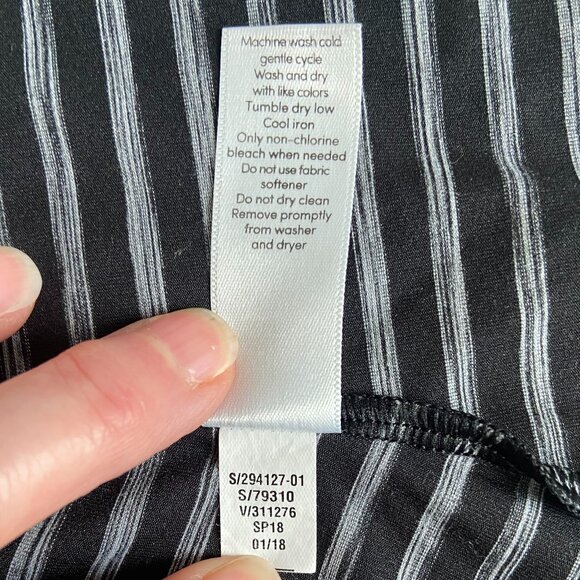 Machine wash cold
gentle cycle
Wash and dry
with like colors
Tumble dry low
Cool iron
Only non-chlorine
bleach when needed
Do not use fabric
softener
Do not dry clean
Remove promptly
from washer
and dryer
S/294127-01
S/79310
V/311276
SP18
01/18